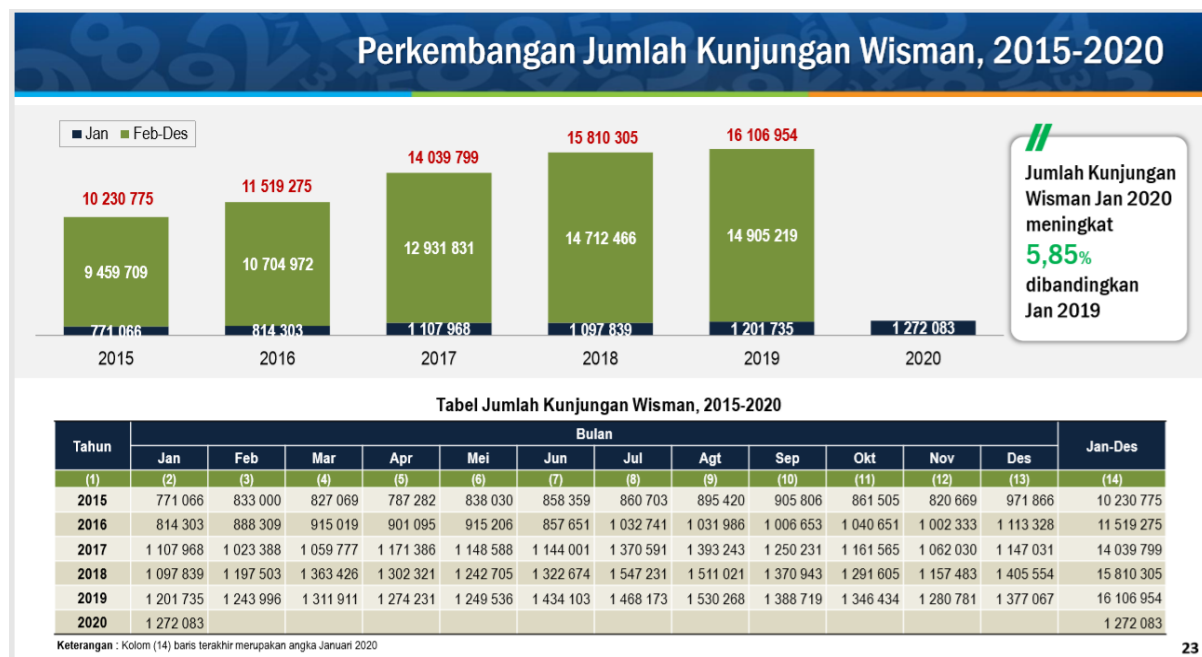 Perkembangan Jumlah Kunjungan Wisman, 2015-2020
Jan Feb-Des
10 230 775
11 519 275
14 039 799
15 810 305
16 106 954
9 459 709
10 704 972
12 931 831
14 712 466
14 905 219
771 066
814 303
1 107 968
1 097 839
1 201 735
1 272 083
2015 2016 2017 2018 2019 2020
Jumlah Kunjungan
Wisman Jan 2020
meningkat
5,85%
dibandingkan
Jan 2019
Tabel Jumlah Kunjungan Wisman, 2015-2020
Tahun Bulan Jan-Des
Jan Feb Mar Apr Mei Jun Jul Agt Sep Okt Nov Des
(1) (2) (3) (4) (5) (6) (7) (8) (9) (10) (11) (12) (13) (14)
2015 771 066 833 000 827 069 787 282 838 030 858 359 860 703 895 420 905 806 861 505 820 669 971 866 10 230 775
2016 814 303 888 309 915 019 901 095 915 206 857 651 1 032 741 1 031 986 1 006 653 1 040 651 1 002 333 1 113 328 11 519 275
2017 1 107 968 1 023 388 1 059 777 1 171 386 1 148 588 1 144 001 1 370 591 1 393 243 1 250 231 1 161 565 1 062 030 1 147 031 14 039 799
2018 1 097 839 1 197 503 1 363 426 1 302 321 1 242 705 1 322 674 1 547 231 1 511 021 1 370 943 1 291 605 1 157 483 1 405 554 15 810 305
2019 1 201 735 1 243 996 1 311 911 1 274 231 1 249 536 1 434 103 1 468 173 1 530 268 1 388 719 1 346 434 1 280 781 1 377 067 16 106 954
2020 1 272 083 1 272 083
Keterangan : Kolom (14) baris terakhir merupakan angka Januari 2020
23